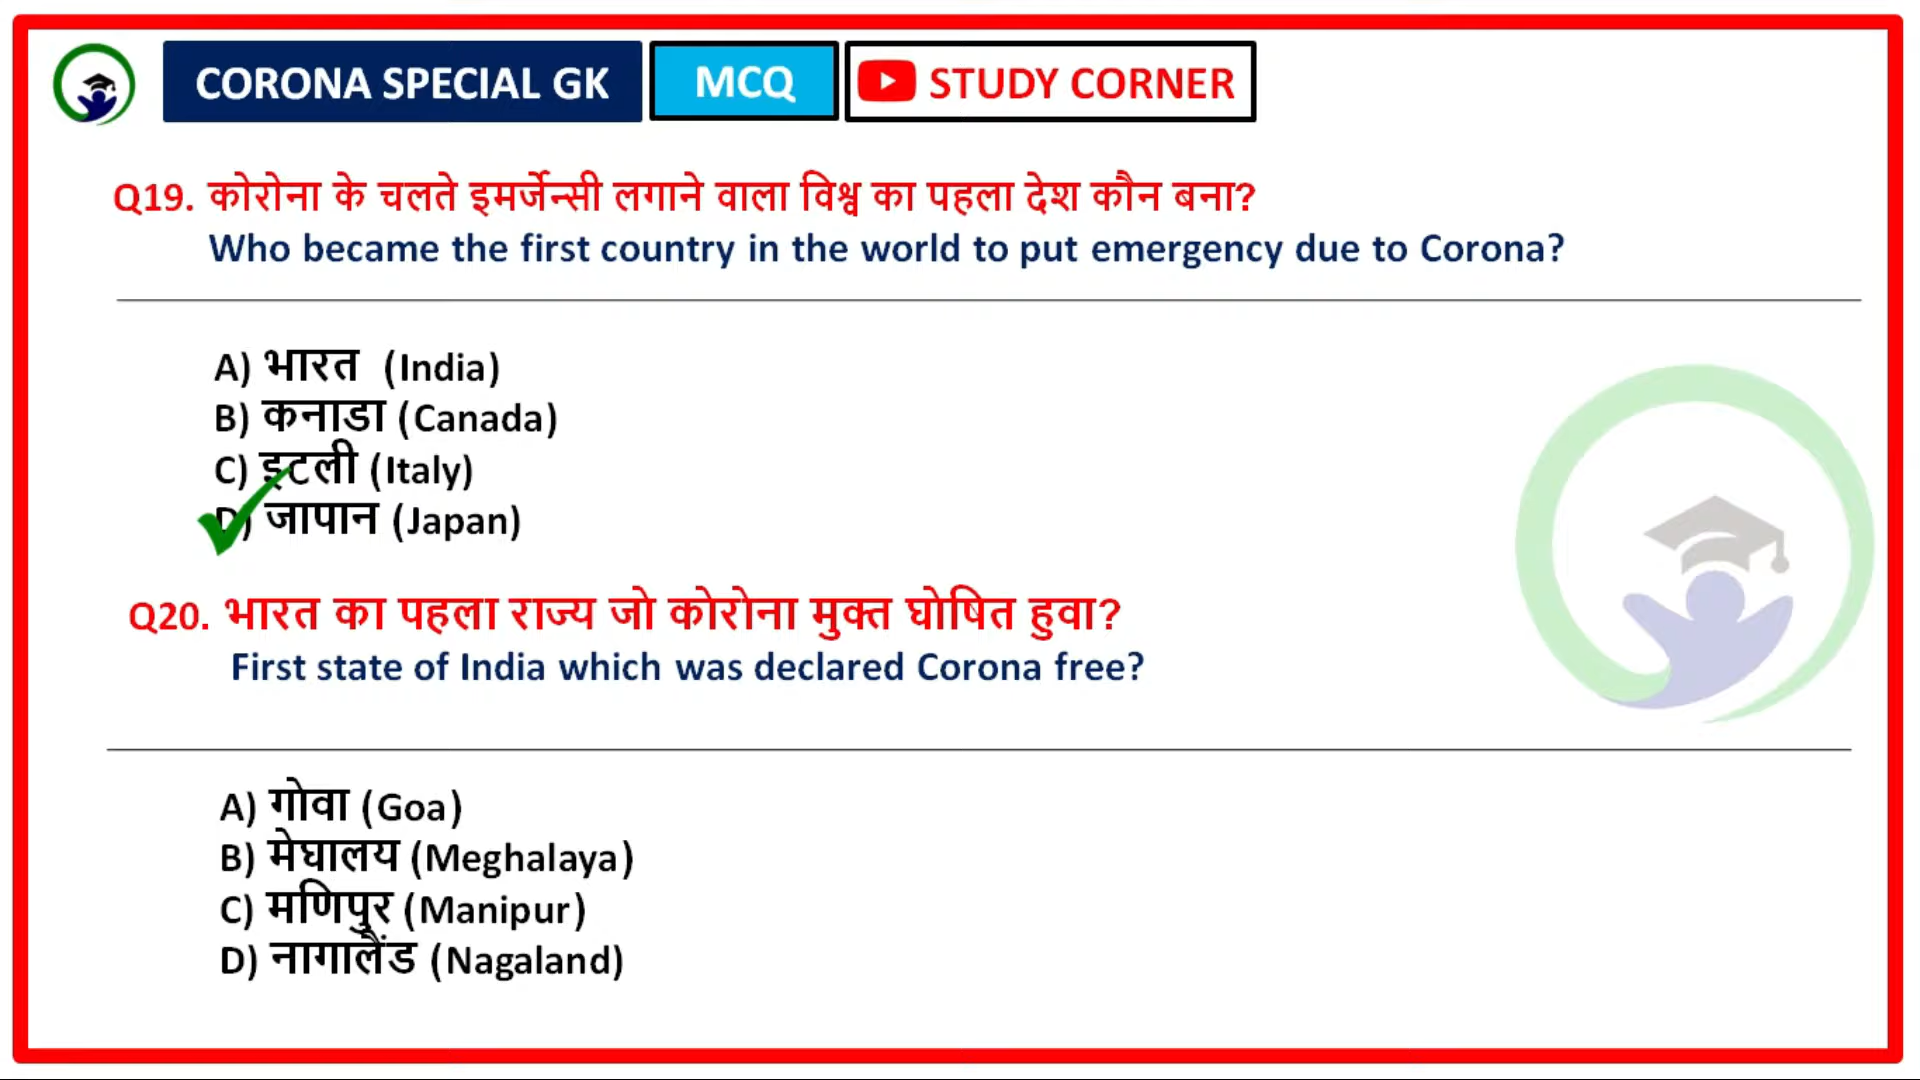 CORONA SPECIAL GK MCQ STUDY CORNER
Q19. कोरोना के चलते इमर्जेन्सी लगाने वाला विश्व का पहला देश कौन बना?
Who became the first country in the world to put emergency due to Corona?
A) भारत (India)
B) कनाडा (Canada)
C) इटली (Italy)
D) जापान (Japan)
Q20. भारत का पहला राज्य जो कोरोना मुक्त घोषित हुवा?
First state of India which was declared Corona free?
A) गोवा (Goa)
B) मेघालय (Meghalaya)
C) मणिपुर (Manipur)
D) नागालैंड (Nagaland)